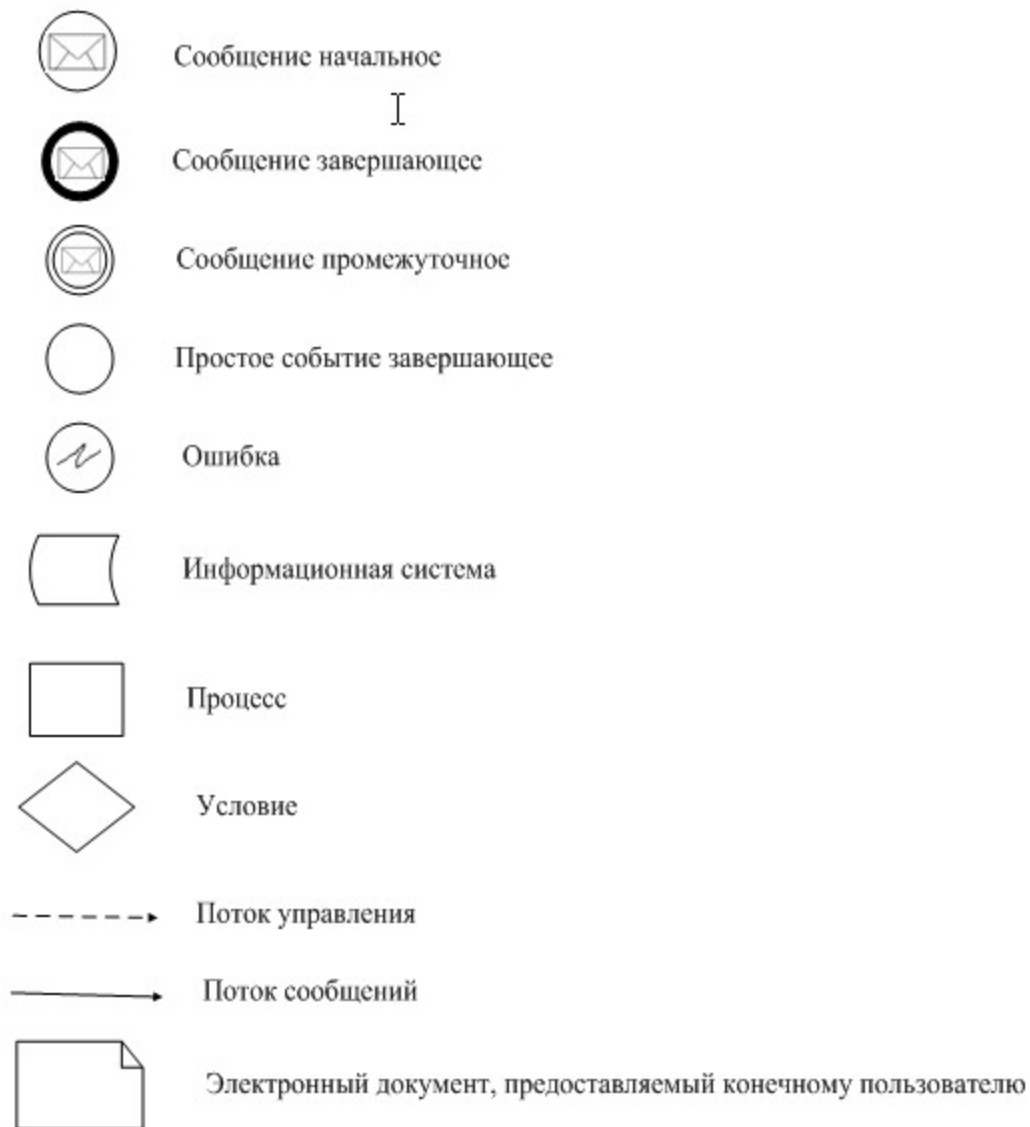 Сообщение начальное
Сообщение завершающее
Сообщение промежуточное
Простое событие завершающее
Ошибка
Информационная система
Процесс
Условие
Поток управления
Поток сообщений
Электронный документ, предоставляемый конечному пользователю